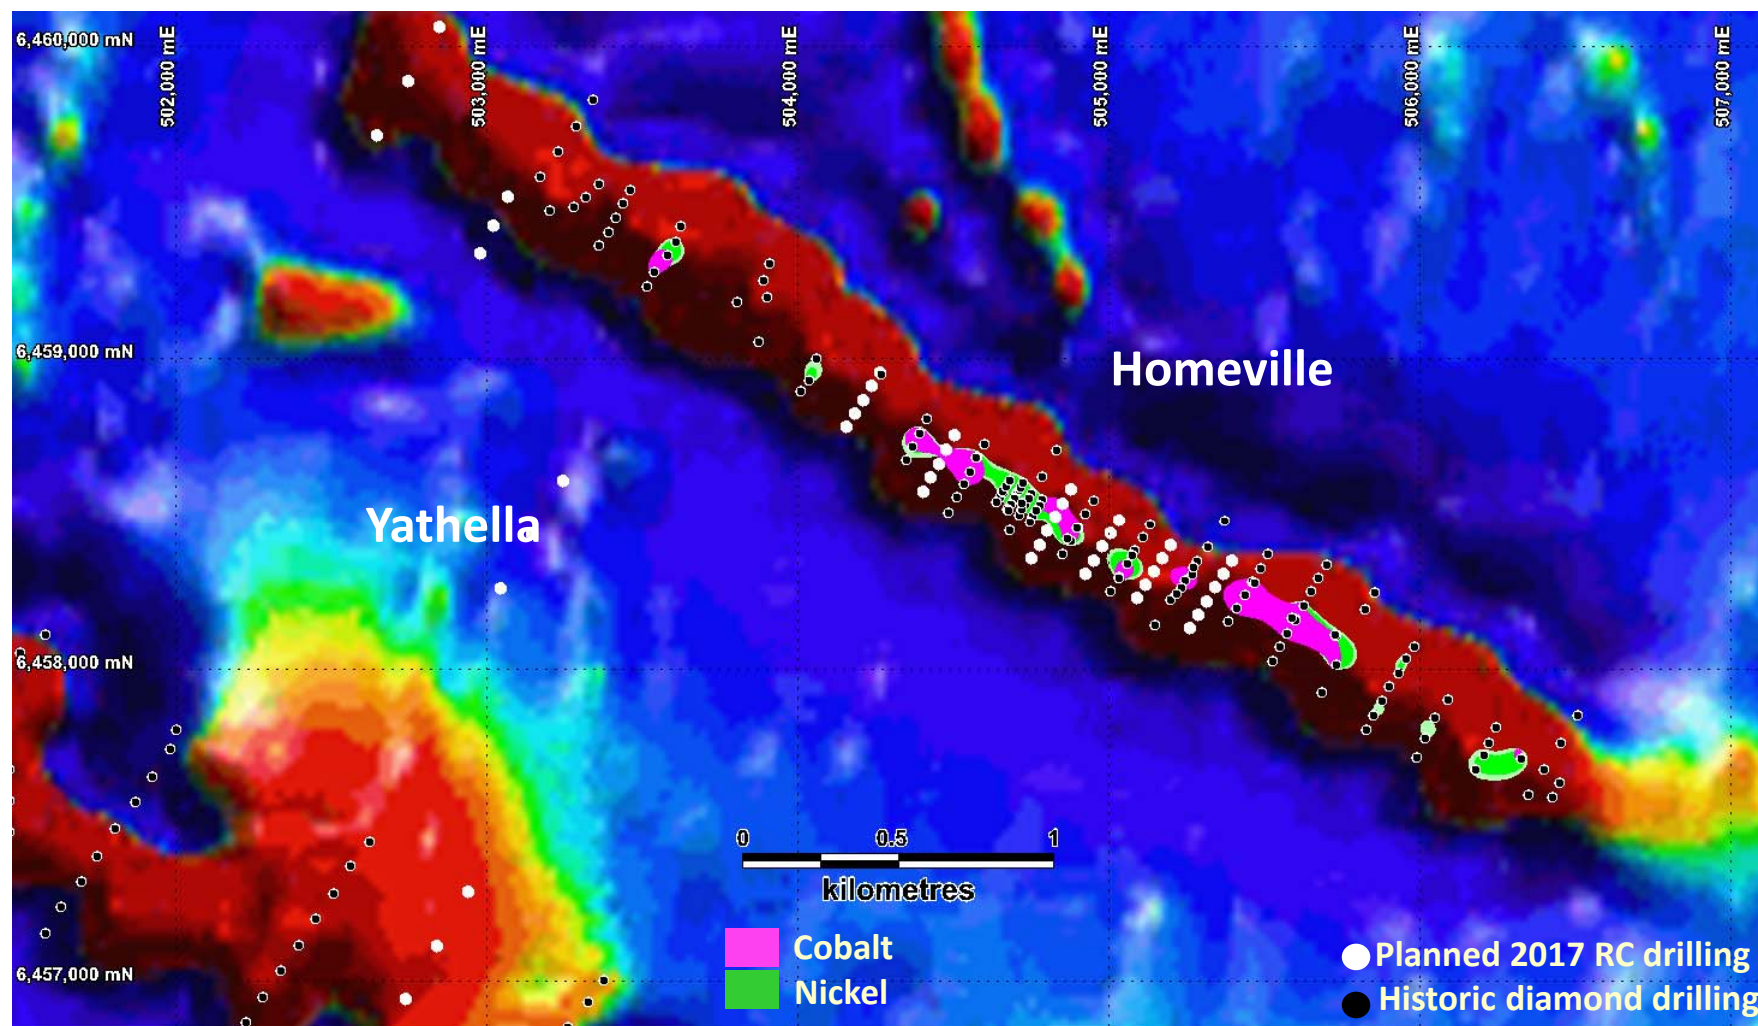 6,460,000 mN
502,000 mE
503,000 mE
504,000 mE
505,000 mE
506,000 mE
507,000 mE
6,459,000 mN
Homeville
Yathella
6,458,000 mN
0 0.5 1
kilometres
Cobalt
Nickel
Planned 2017 RC drilling
Historic diamond drilling
6,457,000 mN